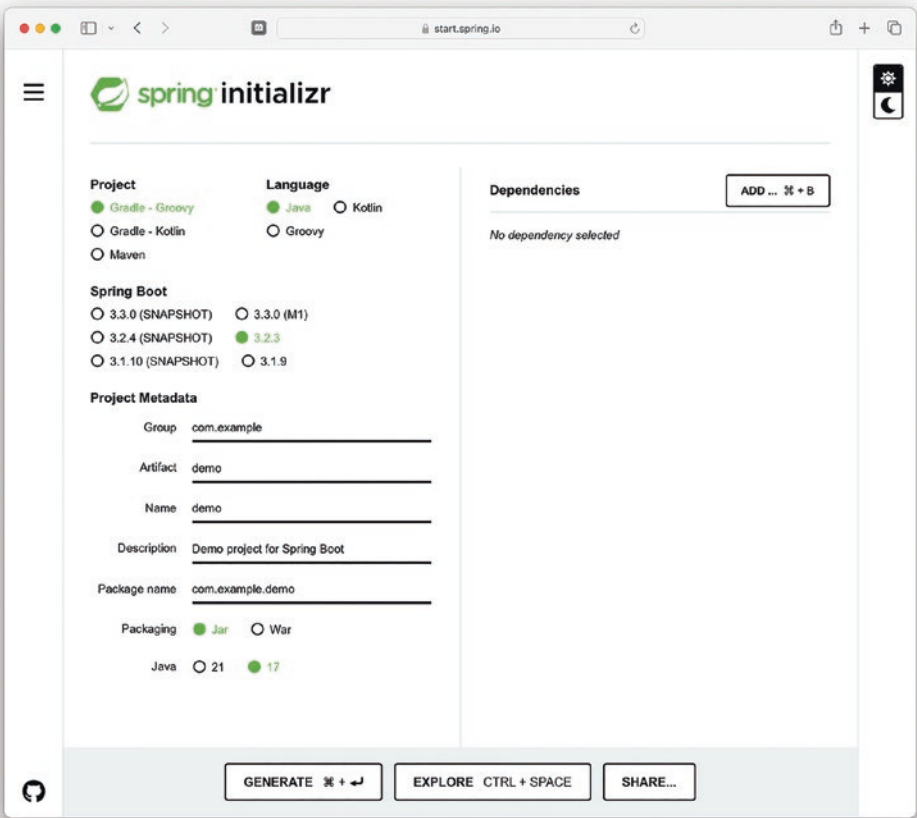 start.spring.io
spring initializr
Project
Gradle - Groovy
Gradle - Kotlin
Maven
Language
Java Kotlin
Groovy
Spring Boot
3.3.0 (SNAPSHOT) 3.3.0 (M1)
3.2.4 (SNAPSHOT) 3.2.3
3.1.10 (SNAPSHOT) 3.1.9
Project Metadata
Group com.example
Artifact demo
Name demo
Description Demo project for Spring Boot
Package name com.example.demo
Packaging Jar War
Java 21 17
Dependencies
ADD ... ⌘ + B
No dependency selected
GENERATE ⌘ + ⏎
EXPLORE CTRL + SPACE
SHARE...